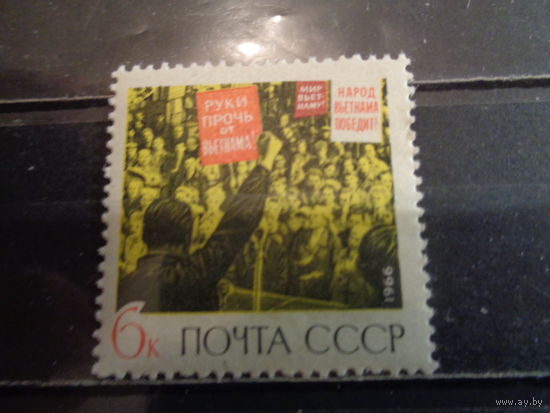 РУКИ
ПРОЧЬ
ОТ
ВЬЕТНАМА!
МИР
ВЬЕТ-
НАМУ!
НАРОД
ВЬЕТНАМА
ПОБЕДИТ!
1966
6к ПОЧТА СССР
www.ay.by